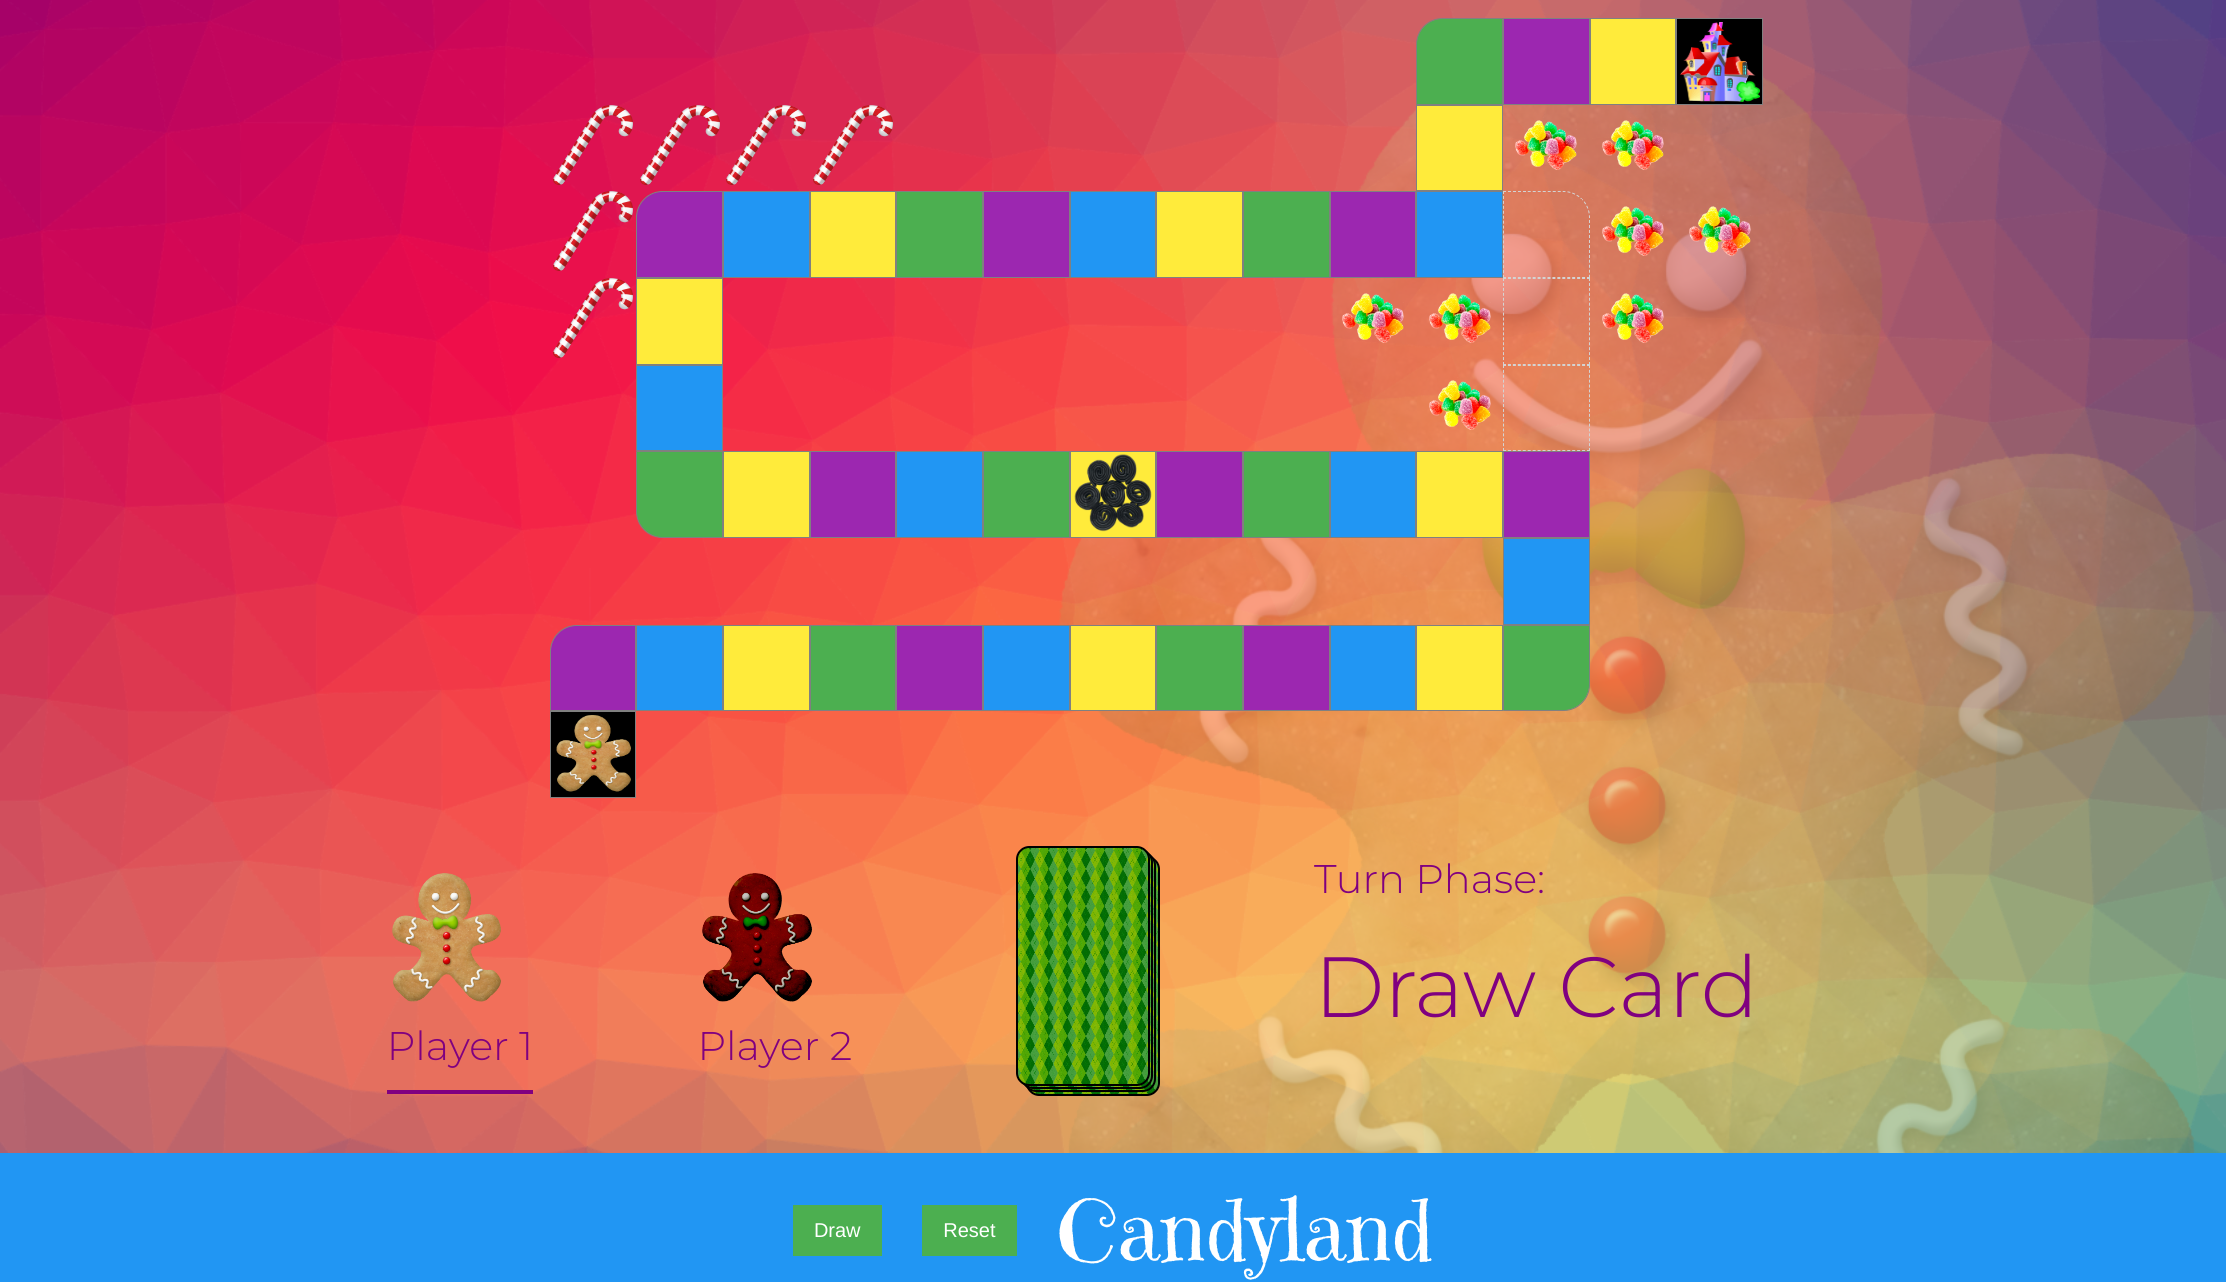 Turn Phase:
Draw Card
Player 1
Player 2
Draw
Reset
Candyland